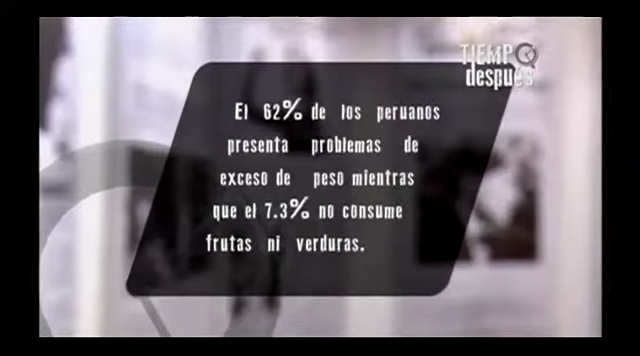 TIEMPO
después
El 62% de los peruanos
presenta problemas de
exceso de peso mientras
que el 7.3% no consume
frutas ni verduras.